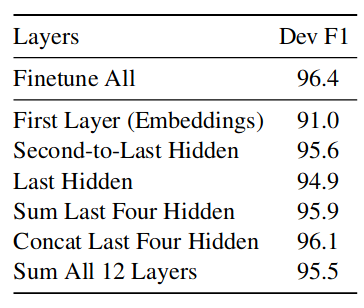 Layers Dev F1
Finetune All 96.4
First Layer (Embeddings) 91.0
Second-to-Last Hidden 95.6
Last Hidden 94.9
Sum Last Four Hidden 95.9
Concat Last Four Hidden 96.1
Sum All 12 Layers 95.5